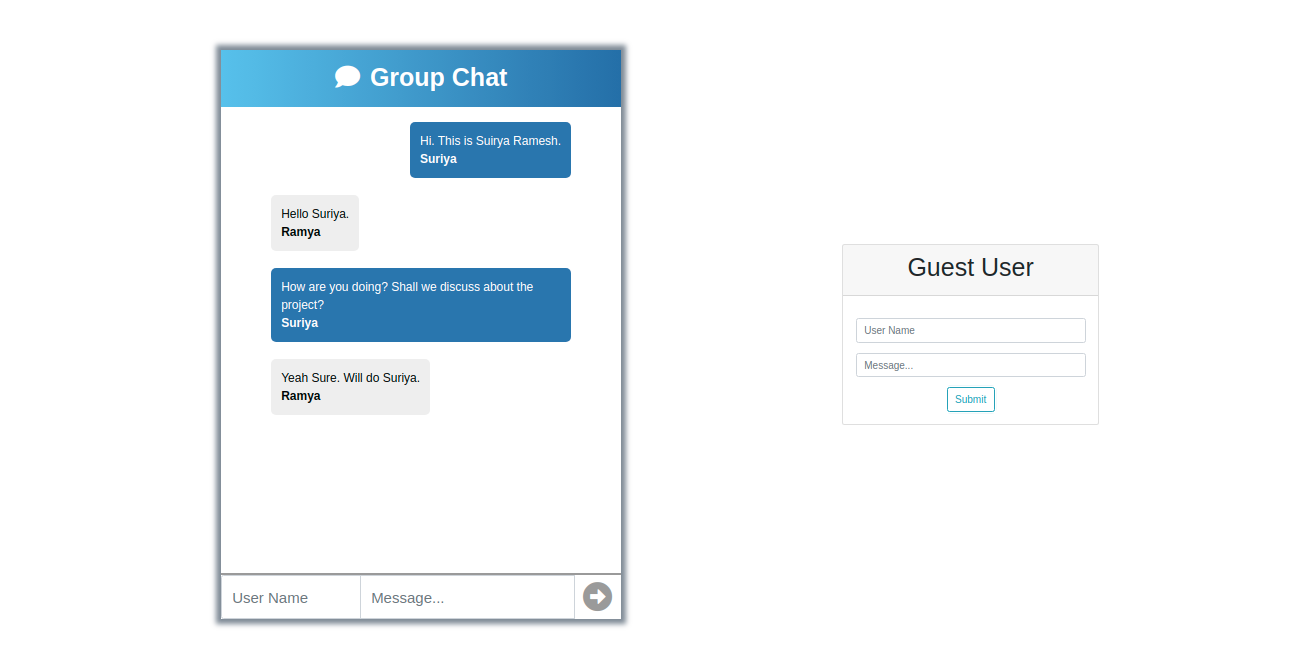 Group Chat
Hi. This is Suirya Ramesh.
Suriya
Hello Suriya.
Ramya
How are you doing? Shall we discuss about the
project?
Suriya
Yeah Sure. Will do Suriya.
Ramya
User Name
Message...
Guest User
User Name
Message...
Submit